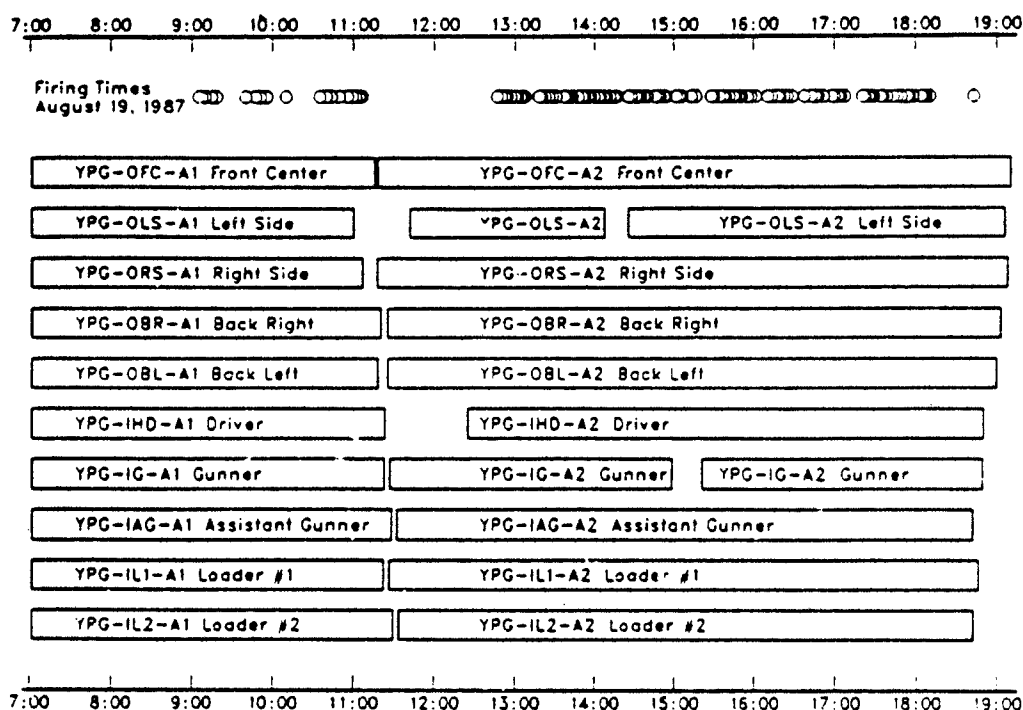 7:00 8:00 9:00 10:00 11:00 12:00 13:00 14:00 15:00 16:00 17:00 18:00 19:00
Firing Times
August 19, 1987
YPG-OFC-A1 Front Center YPG-OFC-A2 Front Center
YPG-OLS-A1 Left Side YPG-OLS-A2 YPG-OLS-A2 Left Side
YPG-ORS-A1 Right Side YPG-ORS-A2 Right Side
YPG-OBR-A1 Back Right YPG-OBR-A2 Back Right
YPG-OBL-A1 Back Left YPG-OBL-A2 Back Left
YPG-IHD-A1 Driver YPG-IHD-A2 Driver
YPG-IG-A1 Gunner YPG-IG-A2 Gunner YPG-IG-A2 Gunner
YPG-IAG-A1 Assistant Gunner YPG-IAG-A2 Assistant Gunner
YPG-IL1-A1 Loader #1 YPG-IL1-A2 Loader #1
YPG-IL2-A1 Loader #2 YPG-IL2-A2 Loader #2
7:00 8:00 9:00 10:00 11:00 12:00 13:00 14:00 15:00 16:00 17:00 18:00 19:00